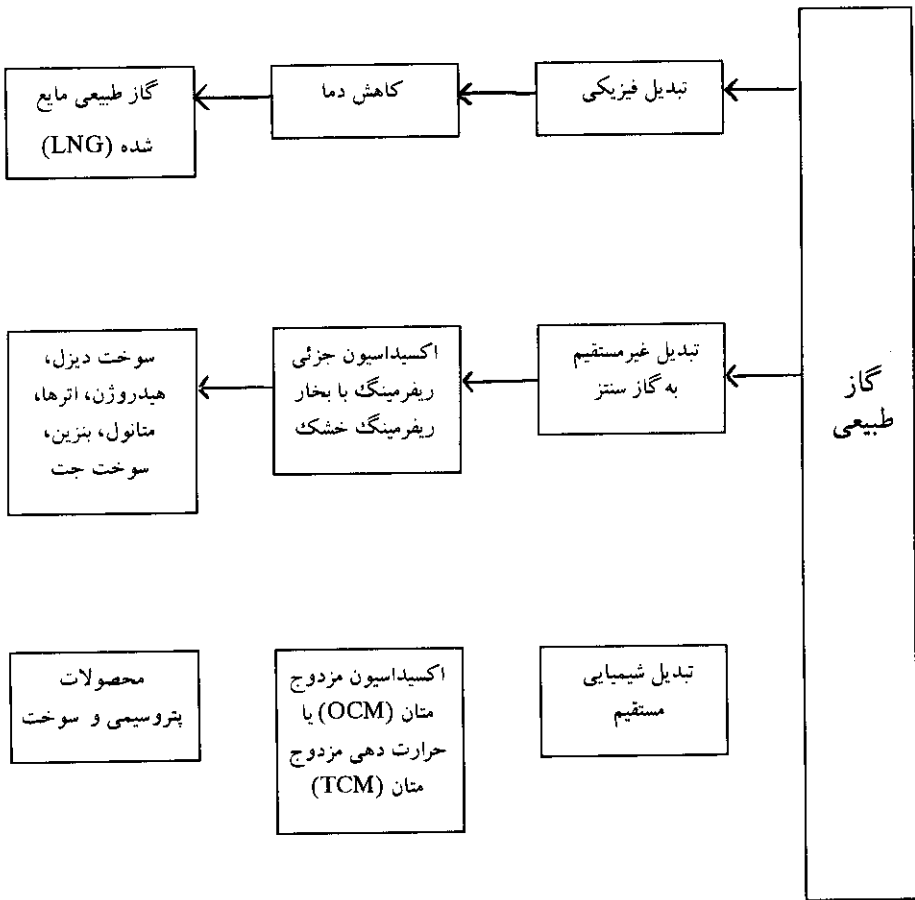 گاز
طبیعی
تبدیل فیزیکی
کاهش دما
گاز طبیعی مایع
شده (LNG)
تبدیل غیرمستقیم
به گاز سنتز
اکسیداسیون جزئی
ریفرمینگ با بخار
ریفرمینگ خشک
سوخت دیزل،
هیدروژن، اترها،
متانول، بنزین،
سوخت جت
تبدیل شیمیایی
مستقیم
اکسیداسیون مزدوج
متان (OCM) یا
حرارت دهی مزدوج
متان (TCM)
محصولات
پتروسیمی و سوخت